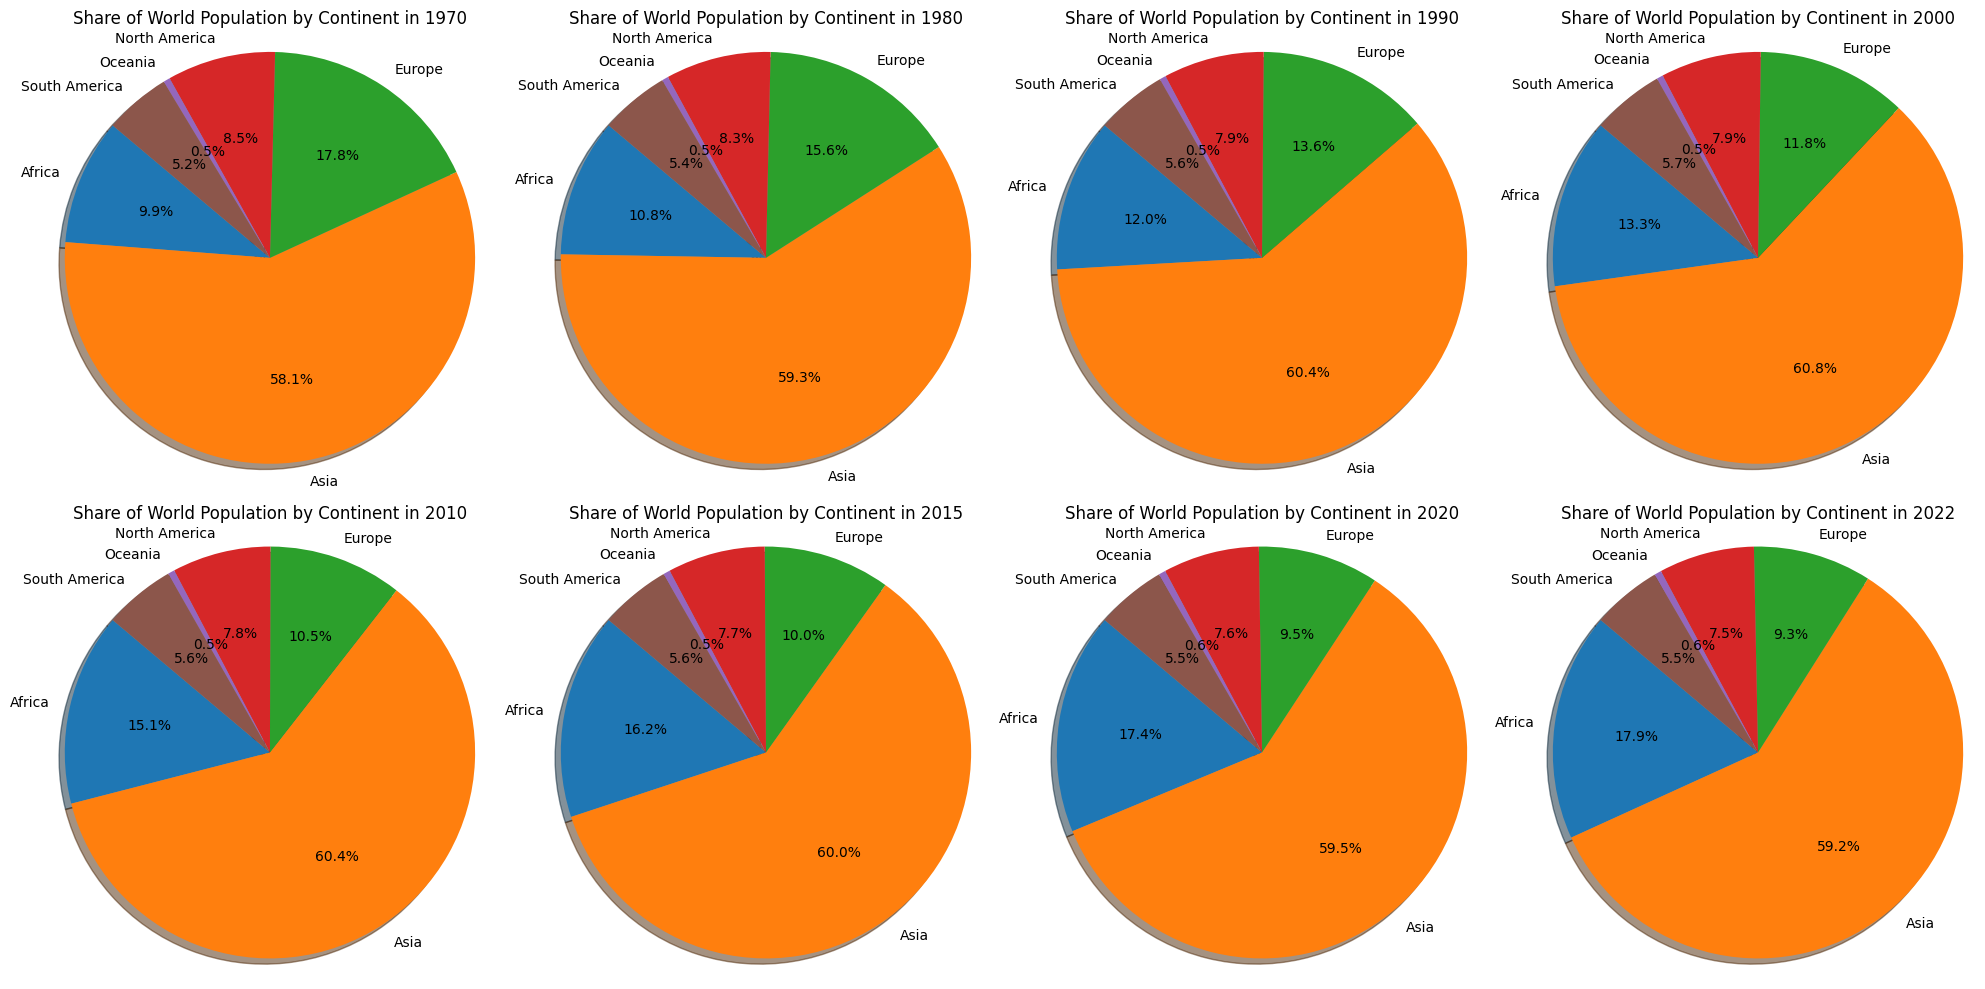 Share of World Population by Continent in 1970
North America
Oceania
South America
Africa
Europe
Asia
8.5%
0.5%
5.2%
9.9%
17.8%
58.1%
Share of World Population by Continent in 1980
North America
Oceania
South America
Africa
Europe
Asia
8.3%
0.5%
5.4%
10.8%
15.6%
59.3%
Share of World Population by Continent in 1990
North America
Oceania
South America
Africa
Europe
Asia
7.9%
0.5%
5.6%
12.0%
13.6%
60.4%
Share of World Population by Continent in 2000
North America
Oceania
South America
Africa
Europe
Asia
7.9%
0.5%
5.7%
13.3%
11.8%
60.8%
Share of World Population by Continent in 2010
North America
Oceania
South America
Africa
Europe
Asia
7.8%
0.5%
5.6%
15.1%
10.5%
60.4%
Share of World Population by Continent in 2015
North America
Oceania
South America
Africa
Europe
Asia
7.7%
0.5%
5.6%
16.2%
10.0%
60.0%
Share of World Population by Continent in 2020
North America
Oceania
South America
Africa
Europe
Asia
7.6%
0.6%
5.5%
17.4%
9.5%
59.5%
Share of World Population by Continent in 2022
North America
Oceania
South America
Africa
Europe
Asia
7.5%
0.6%
5.5%
17.9%
9.3%
59.2%